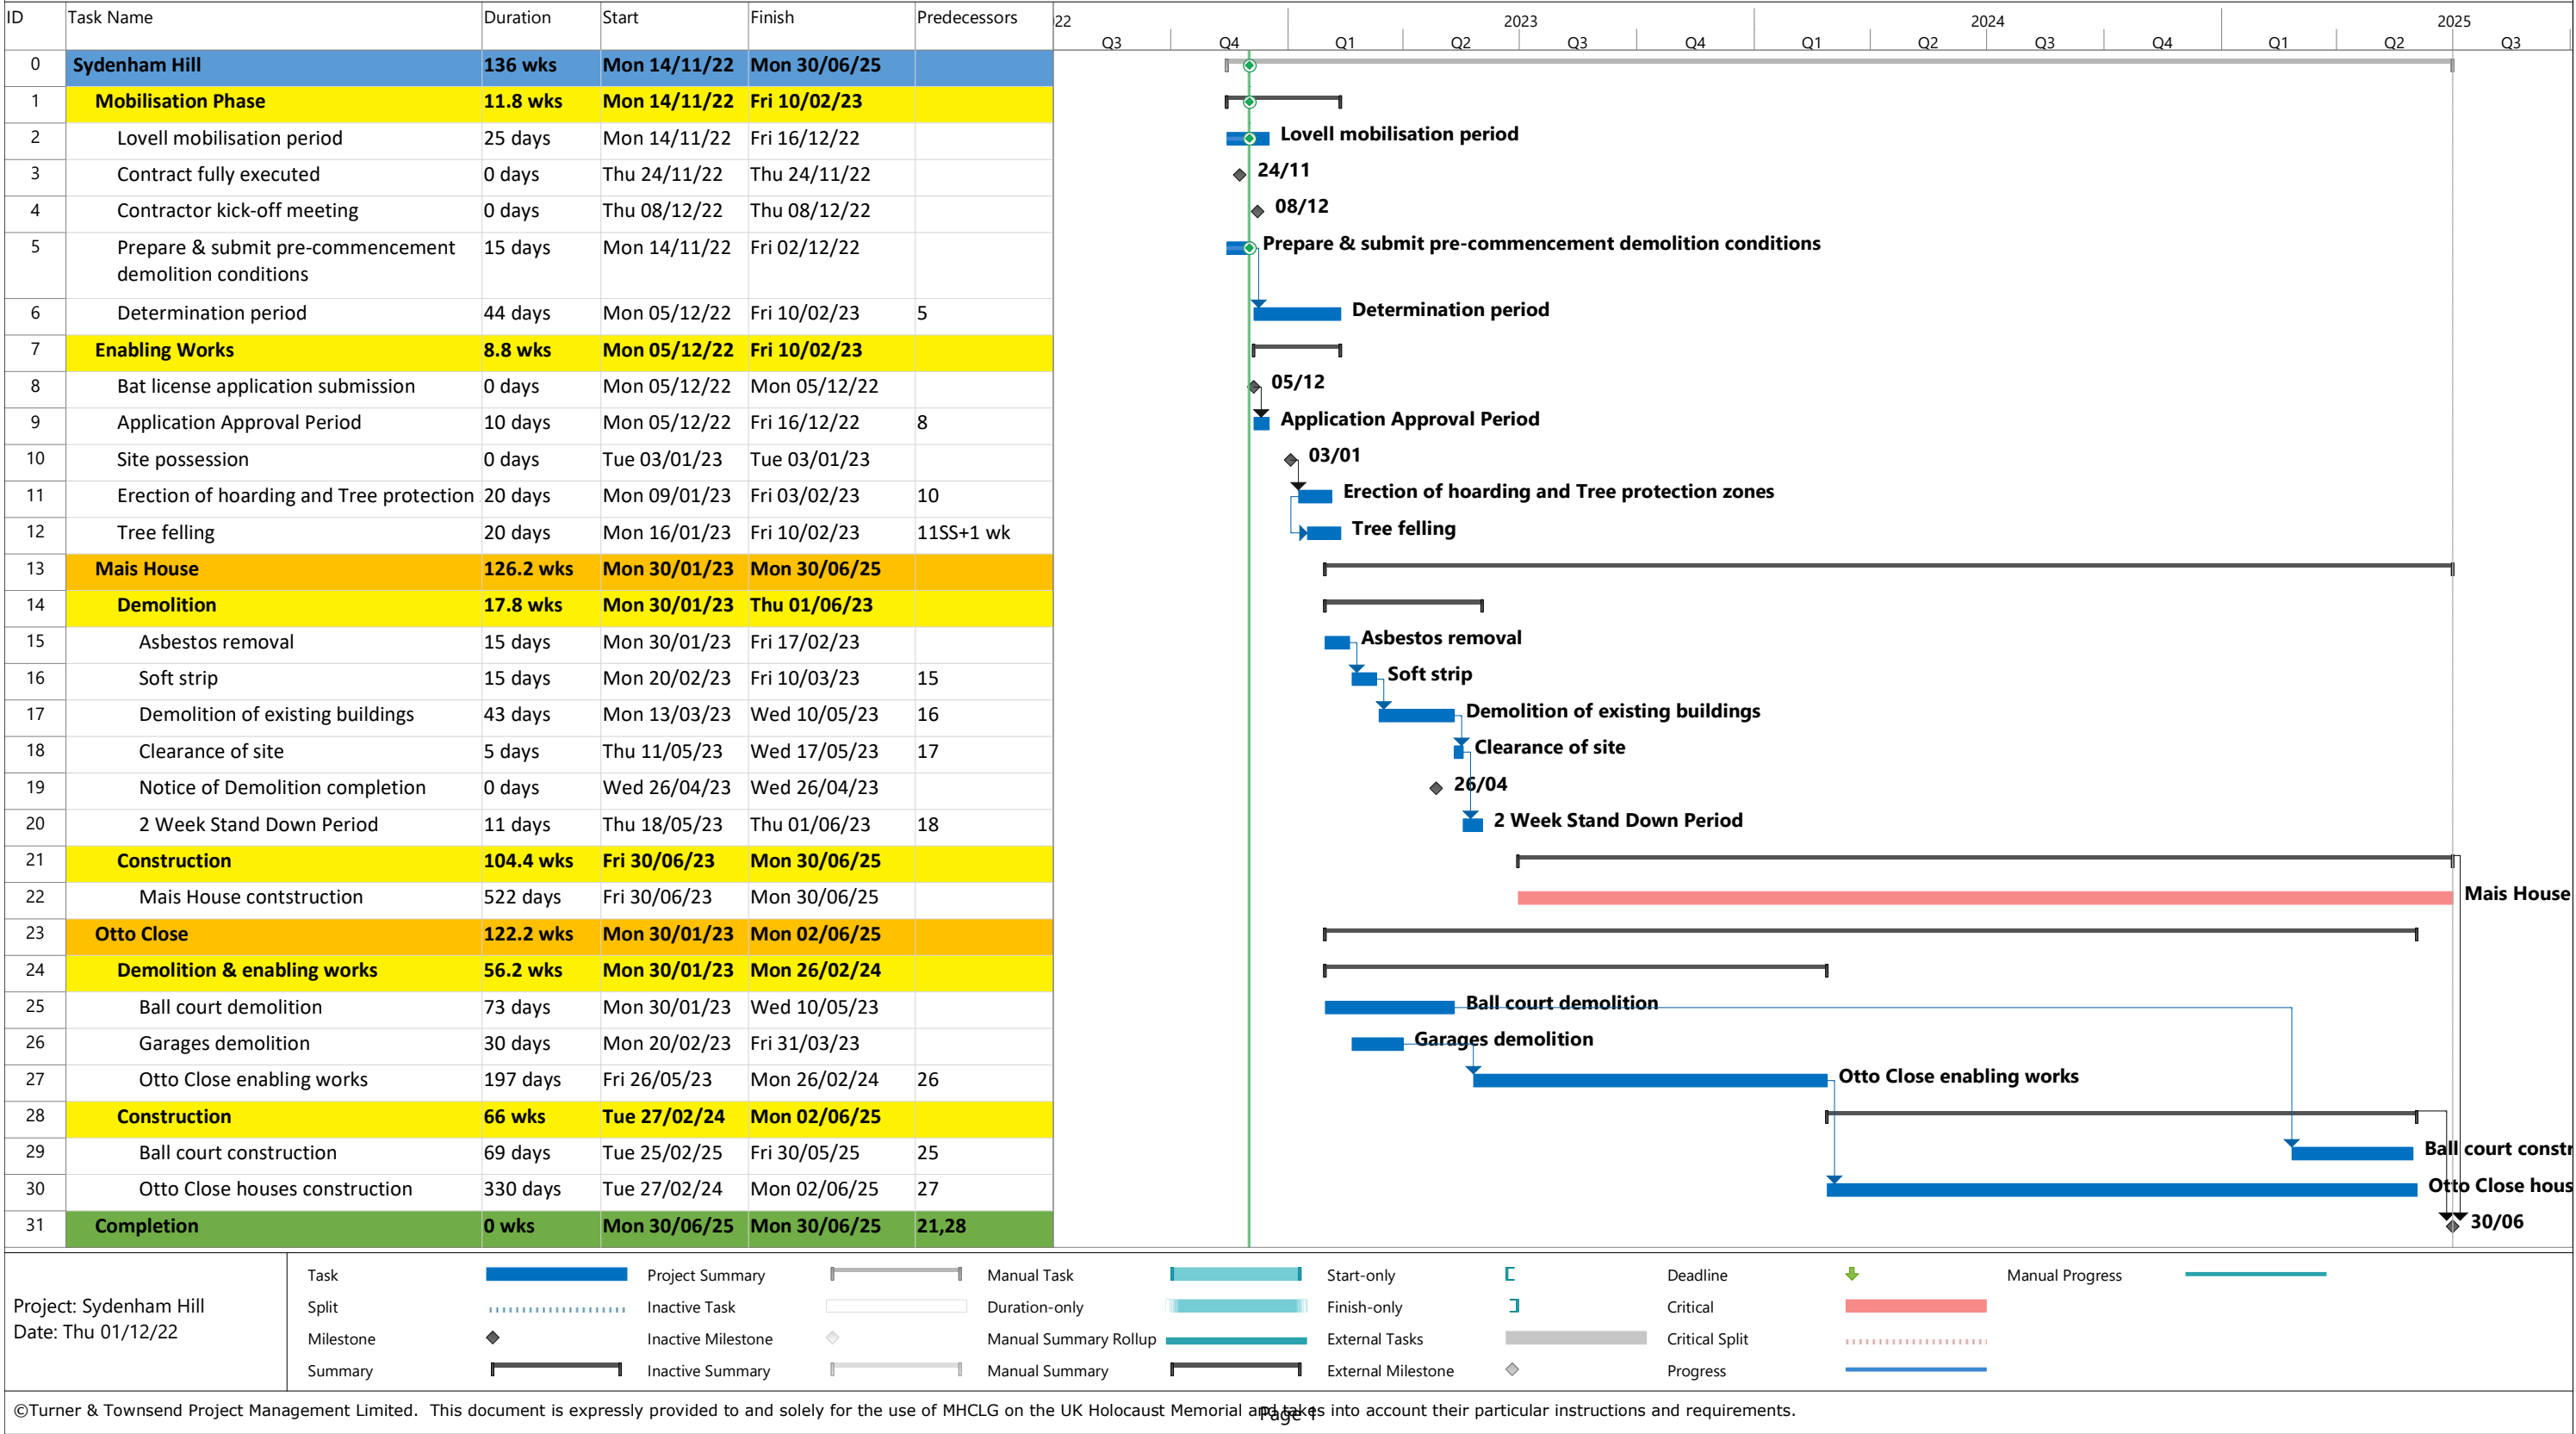 ID Task Name Duration Start Finish Predecessors
22 2023 2024 2025
Q3 Q4 Q1 Q2 Q3 Q4 Q1 Q2 Q3 Q4 Q1 Q2 Q3
0 Sydenham Hill 136 wks Mon 14/11/22 Mon 30/06/25
1 Mobilisation Phase 11.8 wks Mon 14/11/22 Fri 10/02/23
2 Lovell mobilisation period 25 days Mon 14/11/22 Fri 16/12/22 Lovell mobilisation period
3 Contract fully executed 0 days Thu 24/11/22 Thu 24/11/22 24/11
4 Contractor kick-off meeting 0 days Thu 08/12/22 Thu 08/12/22 08/12
5 Prepare & submit pre-commencement 15 days Mon 14/11/22 Fri 02/12/22 Prepare & submit pre-commencement demolition conditions
demolition conditions
6 Determination period 44 days Mon 05/12/22 Fri 10/02/23 5 Determination period
7 Enabling Works 8.8 wks Mon 05/12/22 Fri 10/02/23
8 Bat license application submission 0 days Mon 05/12/22 Mon 05/12/22 05/12
9 Application Approval Period 10 days Mon 05/12/22 Fri 16/12/22 8 Application Approval Period
10 Site possession 0 days Tue 03/01/23 Tue 03/01/23 03/01
11 Erection of hoarding and Tree protection 20 days Mon 09/01/23 Fri 03/02/23 10 Erection of hoarding and Tree protection zones
12 Tree felling 20 days Mon 16/01/23 Fri 10/02/23 11SS+1 wk Tree felling
13 Mais House 126.2 wks Mon 30/01/23 Mon 30/06/25
14 Demolition 17.8 wks Mon 30/01/23 Thu 01/06/23
15 Asbestos removal 15 days Mon 30/01/23 Fri 17/02/23 Asbestos removal
16 Soft strip 15 days Mon 20/02/23 Fri 10/03/23 15 Soft strip
17 Demolition of existing buildings 43 days Mon 13/03/23 Wed 10/05/23 16 Demolition of existing buildings
18 Clearance of site 5 days Thu 11/05/23 Wed 17/05/23 17 Clearance of site
19 Notice of Demolition completion 0 days Wed 26/04/23 Wed 26/04/23 26/04
20 2 Week Stand Down Period 11 days Thu 18/05/23 Thu 01/06/23 18 2 Week Stand Down Period
21 Construction 104.4 wks Fri 30/06/23 Mon 30/06/25
22 Mais House contstruction 522 days Fri 30/06/23 Mon 30/06/25 Mais House
23 Otto Close 122.2 wks Mon 30/01/23 Mon 02/06/25
24 Demolition & enabling works 56.2 wks Mon 30/01/23 Mon 26/02/24
25 Ball court demolition 73 days Mon 30/01/23 Wed 10/05/23 Ball court demolition
26 Garages demolition 30 days Mon 20/02/23 Fri 31/03/23 Garages demolition
27 Otto Close enabling works 197 days Fri 26/05/23 Mon 26/02/24 26 Otto Close enabling works
28 Construction 66 wks Tue 27/02/24 Mon 02/06/25
29 Ball court construction 69 days Tue 25/02/25 Fri 30/05/25 25 Ball court constr
30 Otto Close houses construction 330 days Tue 27/02/24 Mon 02/06/25 27 Otto Close hous
31 Completion 0 wks Mon 30/06/25 Mon 30/06/25 21,28 30/06
Project: Sydenham Hill
Date: Thu 01/12/22
Task Project Summary Manual Task Start-only Deadline Manual Progress
Split Inactive Task Duration-only Finish-only Critical
Milestone Inactive Milestone Manual Summary Rollup External Tasks Critical Split
Summary Inactive Summary Manual Summary External Milestone Progress
©Turner & Townsend Project Management Limited. This document is expressly provided to and solely for the use of MHCLG on the UK Holocaust Memorial and takes into account their particular instructions and requirements.
Page 1